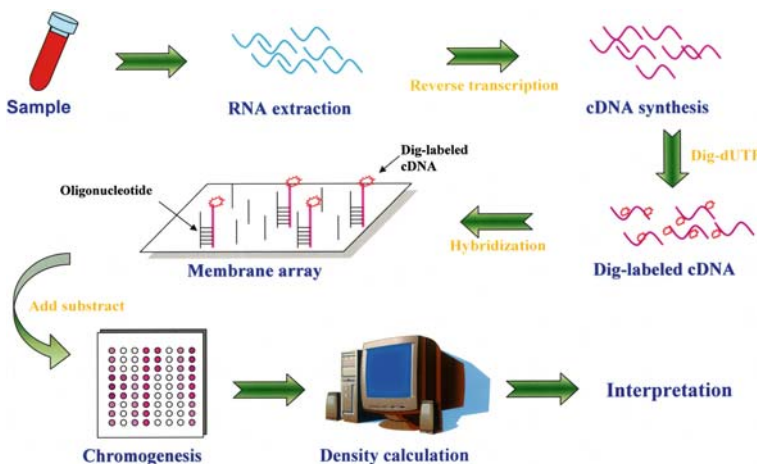 Sample
RNA extraction
Reverse transcription
cDNA synthesis
Dig-dUTP
Dig-labeled
cDNA
Oligonucleotide
Hybridization
Membrane array
Dig-labeled cDNA
Add substract
Chromogenesis
Density calculation
Interpretation